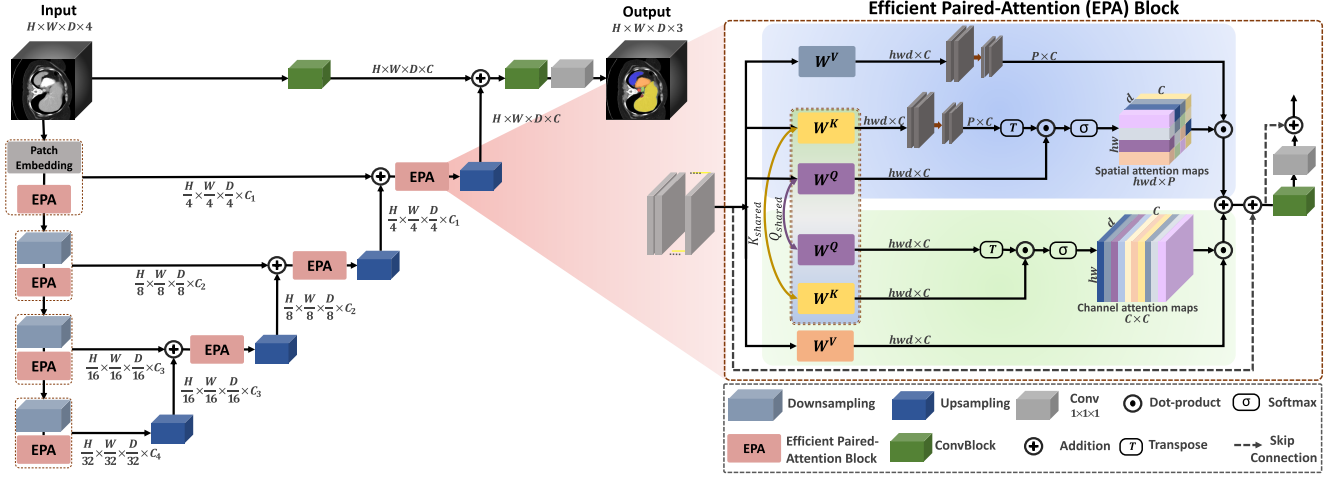 Input
H×W×D×4
Output
H×W×D×3
Efficient Paired-Attention (EPA) Block
H×W×D×C
H×W×D×C
Patch
Embedding
EPA
H/4 × W/4 × D/4 ×C₁
EPA
H/4 × W/4 × D/4 ×C₁
EPA
H/8 × W/8 × D/8 ×C₂
EPA
H/8 × W/8 × D/8 ×C₂
EPA
H/16 × W/16 × D/16 ×C₃
EPA
H/16 × W/16 × D/16 ×C₃
EPA
H/32 × W/32 × D/32 ×C₄
W^V
hwd×C
P×C
W^K
hwd×C
P×C
T
σ
d
C
hw
Spatial attention maps
hwd×P
W^Q
hwd×C
K_shared
Q_shared
W^Q
hwd×C
T
σ
d
C
hw
Channel attention maps
C×C
W^K
hwd×C
W^V
hwd×C
....
....
Downsampling
Upsampling
Conv
1×1×1
Dot-product
σ
Softmax
EPA
Efficient Paired-
Attention Block
ConvBlock
Addition
T
Transpose
Skip
Connection